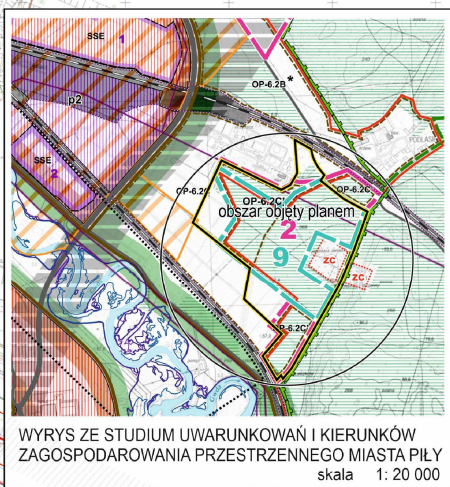 SSE 1
OP-6.2B*
p2
SSE
2
PODLASIE
OP-6.2C
OP-6.2C
OP-6.2C
obszar objęty planem
2
9
ZC
ZC
OP-6.2C
WYRYS ZE STUDIUM UWARUNKOWAŃ I KIERUNKÓW
ZAGOSPODAROWANIA PRZESTRZENNEGO MIASTA PIŁY
skala 1: 20 000